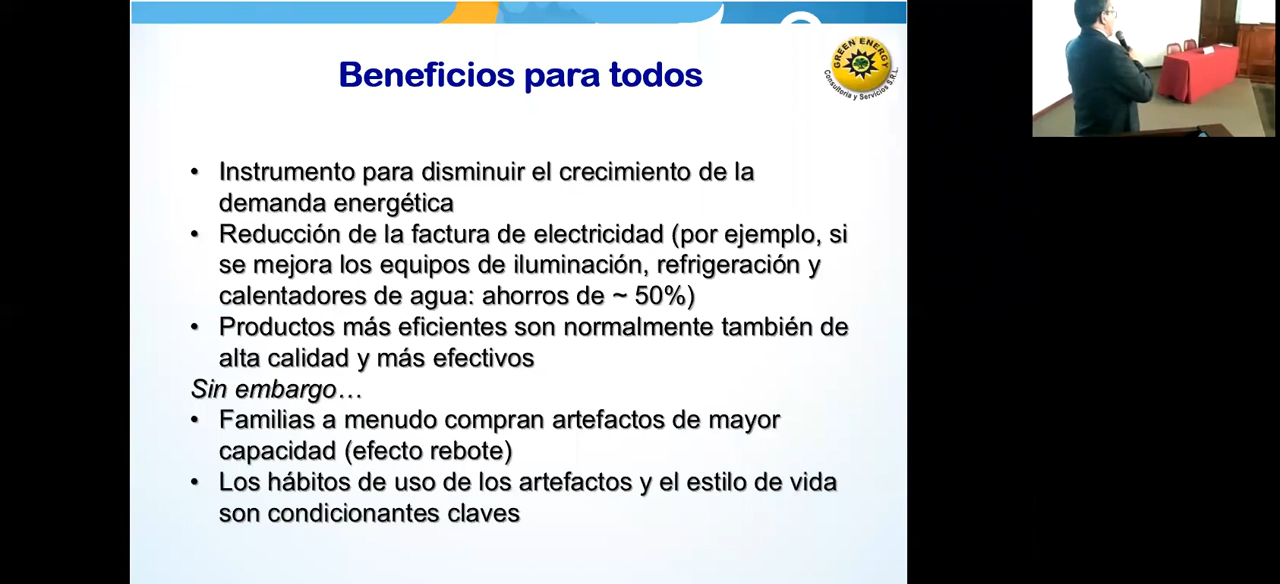 Beneficios para todos
GREEN ENERGY
Consultoría y Servicios S.R.L.
• Instrumento para disminuir el crecimiento de la
demanda energética
• Reducción de la factura de electricidad (por ejemplo, si
se mejora los equipos de iluminación, refrigeración y
calentadores de agua: ahorros de ~ 50%)
• Productos más eficientes son normalmente también de
alta calidad y más efectivos
Sin embargo…
• Familias a menudo compran artefactos de mayor
capacidad (efecto rebote)
• Los hábitos de uso de los artefactos y el estilo de vida
son condicionantes claves